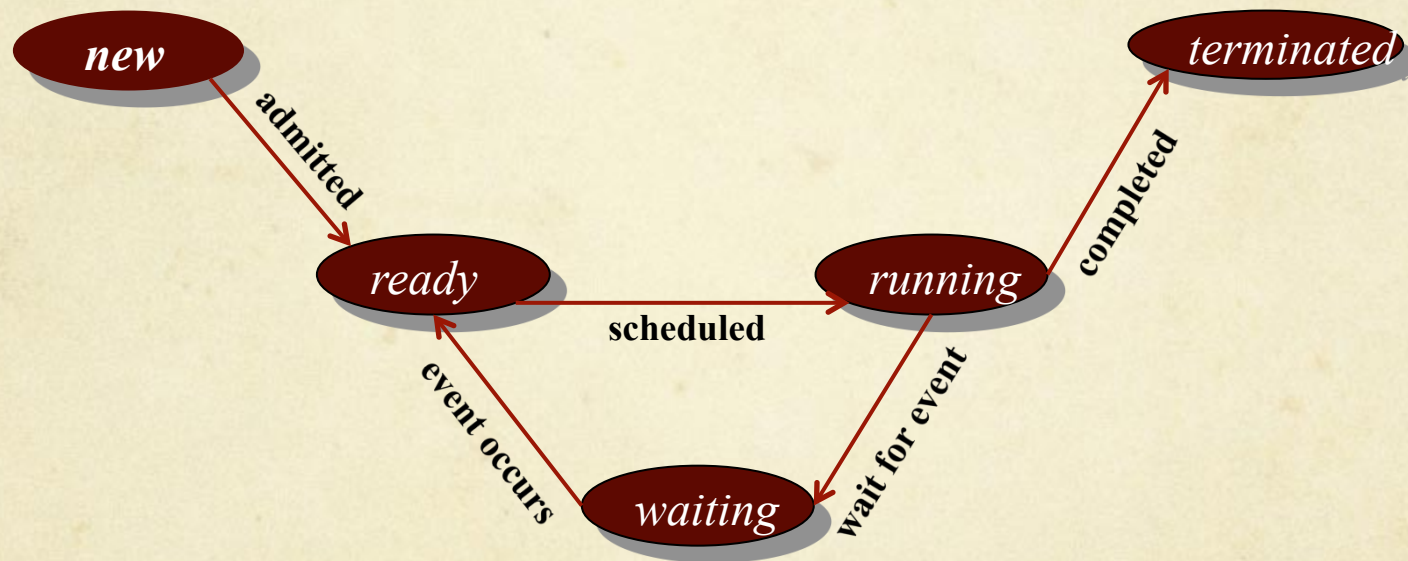 new
terminated
admitted
completed
ready
running
scheduled
event occurs
wait for event
waiting